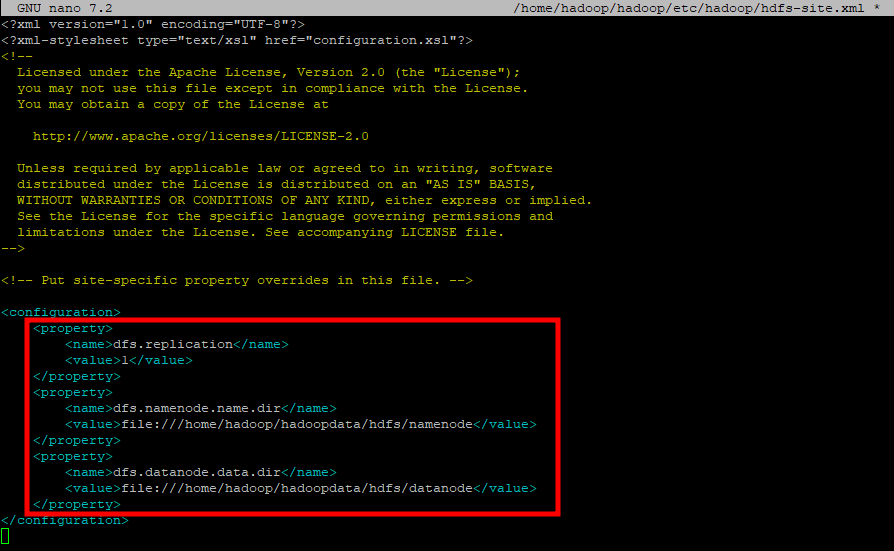 GNU nano 7.2 /home/hadoop/hadoop/etc/hadoop/hdfs-site.xml *
<?xml version="1.0" encoding="UTF-8"?>
<?xml-stylesheet type="text/xsl" href="configuration.xsl"?>
<!--
  Licensed under the Apache License, Version 2.0 (the "License");
  you may not use this file except in compliance with the License.
  You may obtain a copy of the License at

    http://www.apache.org/licenses/LICENSE-2.0

  Unless required by applicable law or agreed to in writing, software
  distributed under the License is distributed on an "AS IS" BASIS,
  WITHOUT WARRANTIES OR CONDITIONS OF ANY KIND, either express or implied.
  See the License for the specific language governing permissions and
  limitations under the License. See accompanying LICENSE file.
-->

<!-- Put site-specific property overrides in this file. -->

<configuration>
    <property>
        <name>dfs.replication</name>
        <value>1</value>
    </property>
    <property>
        <name>dfs.namenode.name.dir</name>
        <value>file:///home/hadoop/hadoopdata/hdfs/namenode</value>
    </property>
    <property>
        <name>dfs.datanode.data.dir</name>
        <value>file:///home/hadoop/hadoopdata/hdfs/datanode</value>
    </property>
</configuration>